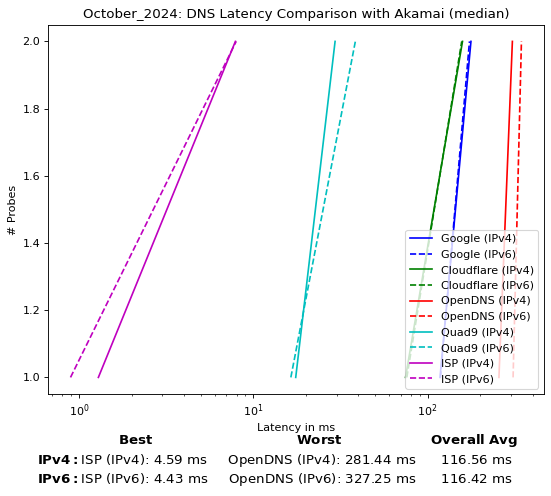 October_2024: DNS Latency Comparison with Akamai (median)
2.0
1.8
1.6
1.4
1.2
1.0
# Probes
Google (IPv4)
Google (IPv6)
Cloudflare (IPv4)
Cloudflare (IPv6)
OpenDNS (IPv4)
OpenDNS (IPv6)
Quad9 (IPv4)
Quad9 (IPv6)
ISP (IPv4)
ISP (IPv6)
10⁰ 10¹ 10²
Latency in ms
Best Worst Overall Avg
IPv4: ISP (IPv4): 4.59 ms OpenDNS (IPv4): 281.44 ms 116.56 ms
IPv6: ISP (IPv6): 4.43 ms OpenDNS (IPv6): 327.25 ms 116.42 ms